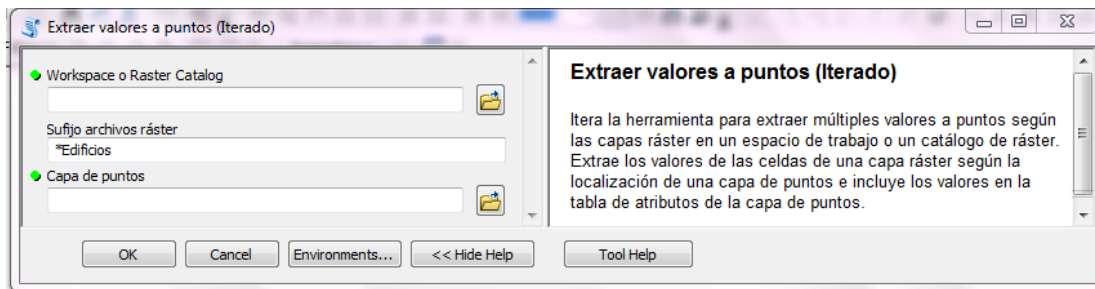 Extraer valores a puntos (Iterado)
Workspace o Raster Catalog
Sufijo archivos ráster
*Edificios
Capa de puntos
Extraer valores a puntos (Iterado)
Itera la herramienta para extraer múltiples valores a puntos según
las capas ráster en un espacio de trabajo o un catálogo de ráster.
Extrae los valores de las celdas de una capa ráster según la
localización de una capa de puntos e incluye los valores en la
tabla de atributos de la capa de puntos.
OK
Cancel
Environments...
<< Hide Help
Tool Help